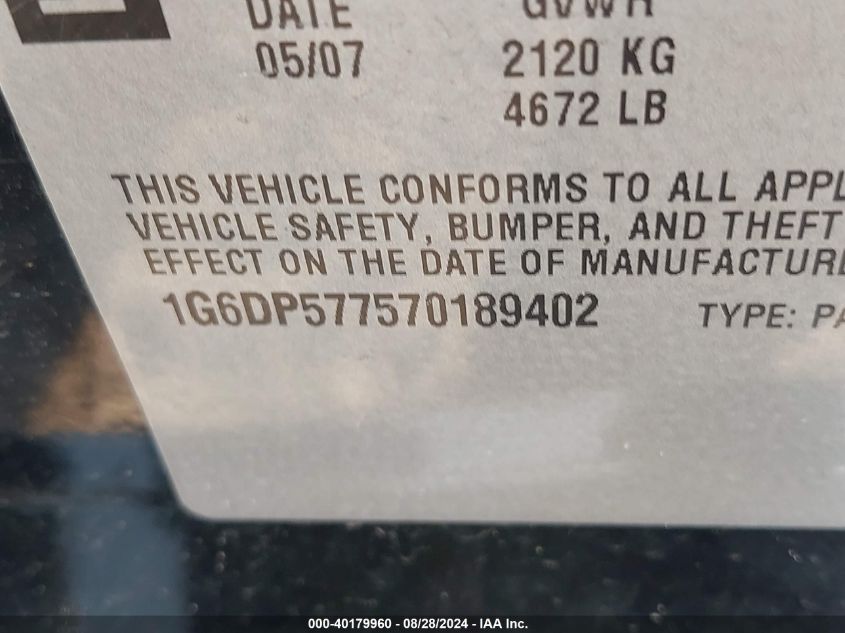 DATE GVWR
05/07 2120 KG
4672 LB
THIS VEHICLE CONFORMS TO ALL APPL
VEHICLE SAFETY, BUMPER, AND THEFT
EFFECT ON THE DATE OF MANUFACTURE
1G6DP577570189402 TYPE: PA
000-40179960 - 08/28/2024 - IAA Inc.